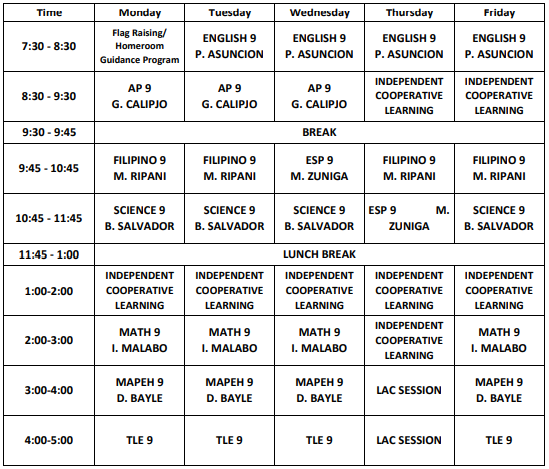 Time Monday Tuesday Wednesday Thursday Friday
7:30 - 8:30
Flag Raising/
Homeroom
Guidance Program
ENGLISH 9
P. ASUNCION
ENGLISH 9
P. ASUNCION
ENGLISH 9
P. ASUNCION
ENGLISH 9
P. ASUNCION
8:30 - 9:30
AP 9
G. CALIPJO
AP 9
G. CALIPJO
AP 9
G. CALIPJO
INDEPENDENT
COOPERATIVE
LEARNING
INDEPENDENT
COOPERATIVE
LEARNING
9:30 - 9:45 BREAK
9:45 - 10:45
FILIPINO 9
M. RIPANI
FILIPINO 9
M. RIPANI
ESP 9
M. ZUNIGA
FILIPINO 9
M. RIPANI
FILIPINO 9
M. RIPANI
10:45 - 11:45
SCIENCE 9
B. SALVADOR
SCIENCE 9
B. SALVADOR
SCIENCE 9
B. SALVADOR
ESP 9 M.
ZUNIGA
SCIENCE 9
B. SALVADOR
11:45 - 1:00 LUNCH BREAK
1:00-2:00
INDEPENDENT
COOPERATIVE
LEARNING
INDEPENDENT
COOPERATIVE
LEARNING
INDEPENDENT
COOPERATIVE
LEARNING
INDEPENDENT
COOPERATIVE
LEARNING
INDEPENDENT
COOPERATIVE
LEARNING
2:00-3:00
MATH 9
I. MALABO
MATH 9
I. MALABO
MATH 9
I. MALABO
INDEPENDENT
COOPERATIVE
LEARNING
MATH 9
I. MALABO
3:00-4:00
MAPEH 9
D. BAYLE
MAPEH 9
D. BAYLE
MAPEH 9
D. BAYLE
LAC SESSION
MAPEH 9
D. BAYLE
4:00-5:00 TLE 9 TLE 9 TLE 9 LAC SESSION TLE 9